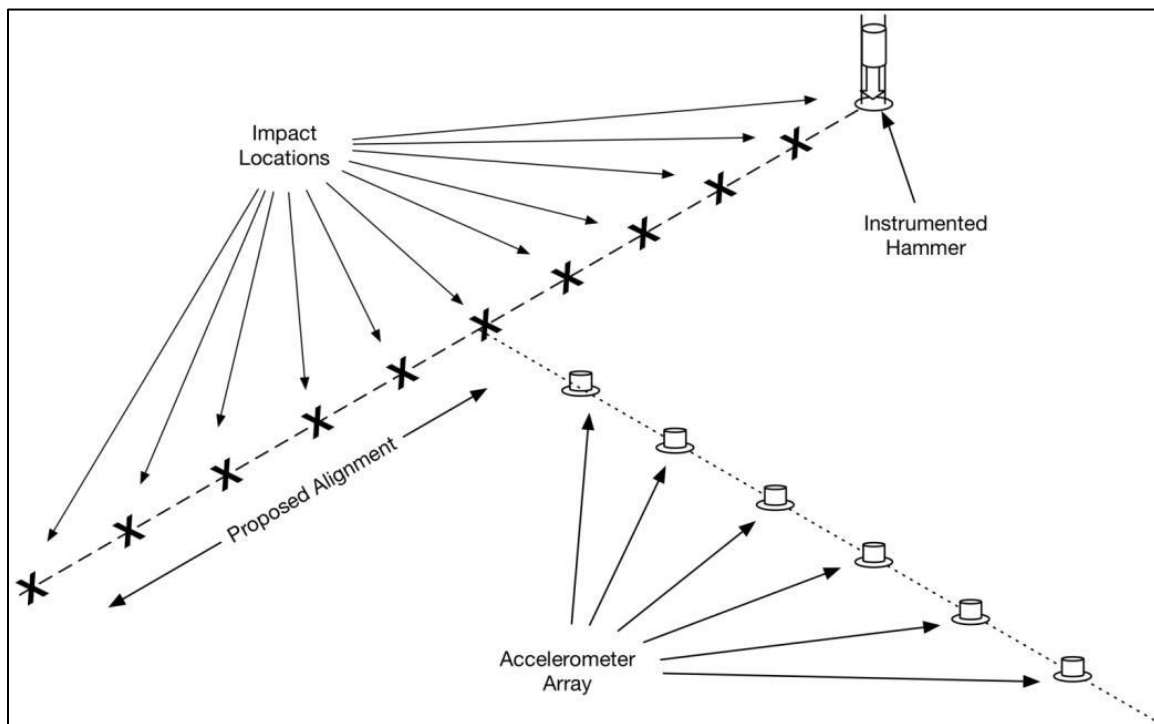 Impact
Locations
Instrumented
Hammer
Proposed Alignment
Accelerometer
Array